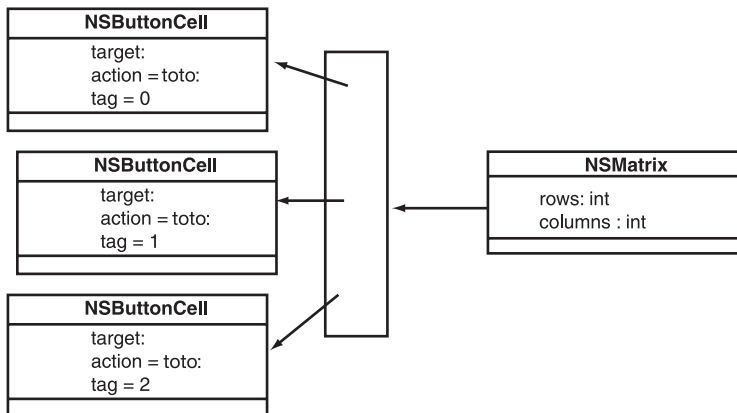 NSButtonCell
target:
action = toto:
tag = 0
NSButtonCell
target:
action = toto:
tag = 1
NSButtonCell
target:
action = toto:
tag = 2
NSMatrix
rows: int
columns : int